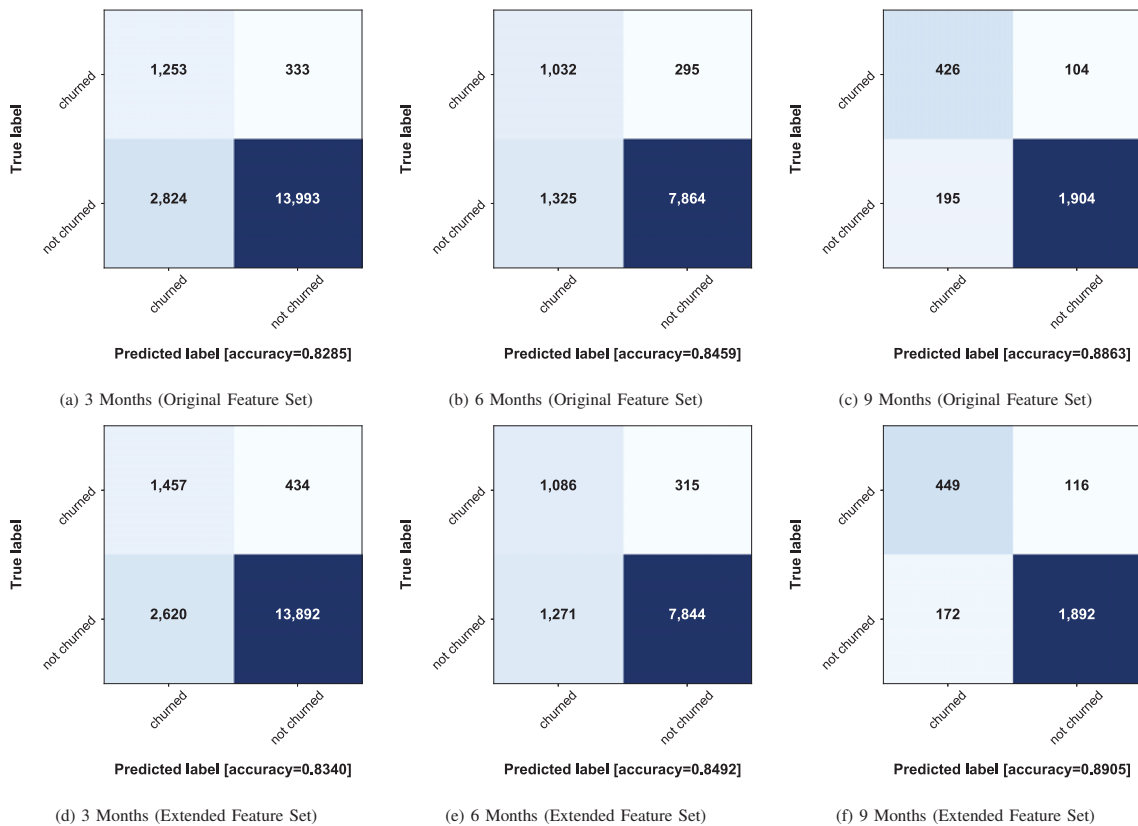 True label
churned
1,253
333
not churned
2,824
13,993
churned
not churned
Predicted label [accuracy=0.8285]
(a) 3 Months (Original Feature Set)
True label
churned
1,032
295
not churned
1,325
7,864
churned
not churned
Predicted label [accuracy=0.8459]
(b) 6 Months (Original Feature Set)
True label
churned
426
104
not churned
195
1,904
churned
not churned
Predicted label [accuracy=0.8863]
(c) 9 Months (Original Feature Set)
True label
churned
1,457
434
not churned
2,620
13,892
churned
not churned
Predicted label [accuracy=0.8340]
(d) 3 Months (Extended Feature Set)
True label
churned
1,086
315
not churned
1,271
7,844
churned
not churned
Predicted label [accuracy=0.8492]
(e) 6 Months (Extended Feature Set)
True label
churned
449
116
not churned
172
1,892
churned
not churned
Predicted label [accuracy=0.8905]
(f) 9 Months (Extended Feature Set)